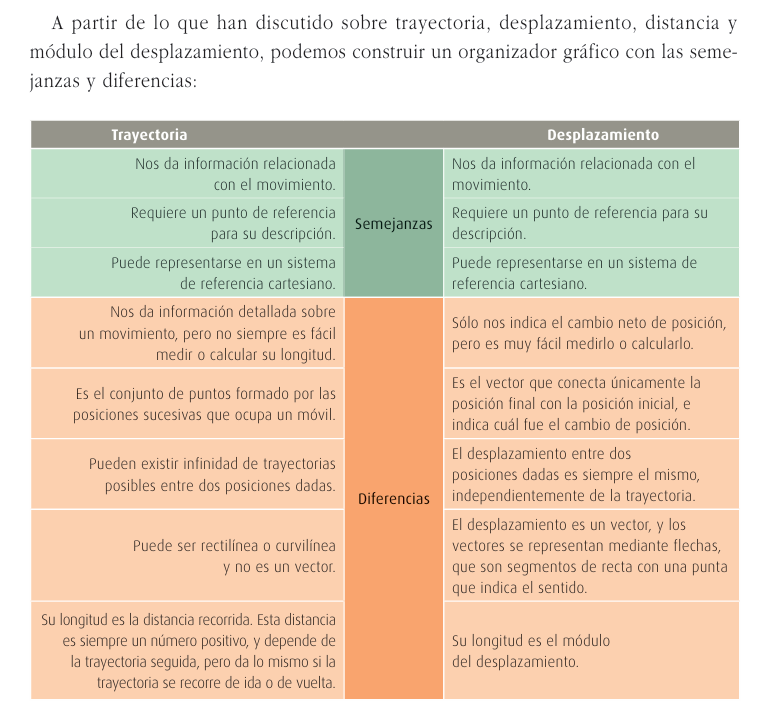 A partir de lo que han discutido sobre trayectoria, desplazamiento, distancia y
módulo del desplazamiento, podemos construir un organizador gráfico con las seme-
janzas y diferencias:
Trayectoria
Desplazamiento
Nos da información relacionada
con el movimiento.
Semejanzas
Nos da información relacionada con el
movimiento.
Requiere un punto de referencia
para su descripción.
Requiere un punto de referencia para su
descripción.
Puede representarse en un sistema
de referencia cartesiano.
Puede representarse en un sistema de
referencia cartesiano.
Nos da información detallada sobre
un movimiento, pero no siempre es fácil
medir o calcular su longitud.
Diferencias
Sólo nos indica el cambio neto de posición,
pero es muy fácil medirlo o calcularlo.
Es el conjunto de puntos formado por las
posiciones sucesivas que ocupa un móvil.
Es el vector que conecta únicamente la
posición final con la posición inicial, e
indica cuál fue el cambio de posición.
Pueden existir infinidad de trayectorias
posibles entre dos posiciones dadas.
El desplazamiento entre dos
posiciones dadas es siempre el mismo,
independientemente de la trayectoria.
Puede ser rectilínea o curvilínea
y no es un vector.
El desplazamiento es un vector, y los
vectores se representan mediante flechas,
que son segmentos de recta con una punta
que indica el sentido.
Su longitud es la distancia recorrida. Esta distancia
es siempre un número positivo, y depende de
la trayectoria seguida, pero da lo mismo si la
trayectoria se recorre de ida o de vuelta.
Su longitud es el módulo
del desplazamiento.